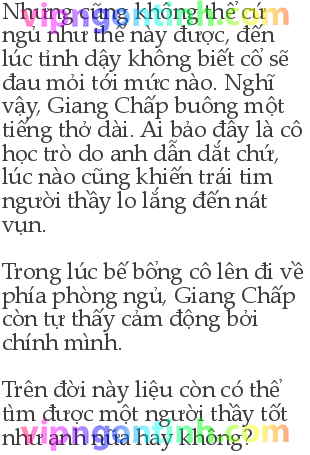 Nhưng cũng không thể cứ
vipngontinh.com
ngủ như thế này được, đến
lúc tỉnh dậy không biết cổ sẽ
đau mỏi tới mức nào. Nghĩ
vậy, Giang Chấp buông một
tiếng thở dài. Ai bảo đây là cô
học trò do anh dẫn dắt chứ,
lúc nào cũng khiến trái tim
người thầy lo lắng đến nát
vụn.
Trong lúc bế bổng cô lên đi về
phía phòng ngủ, Giang Chấp
còn tự thấy cảm động bởi
chính mình.
Trên đời này liệu còn có thể
tìm được một người thầy tốt
như anh nữa hay không?
vipngontinh.com